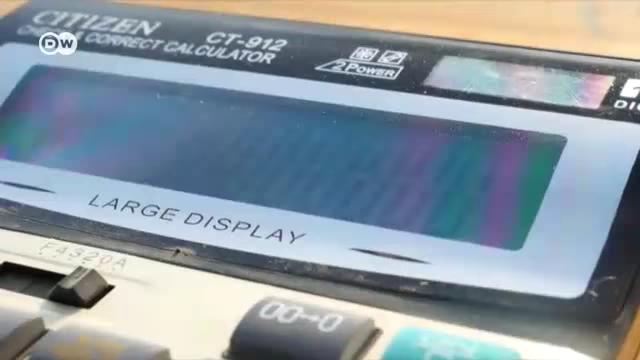 CITIZEN
CT-912
CORRECT CALCULATOR
DW
2 POWER
LARGE DISPLAY
F4320A
00→0